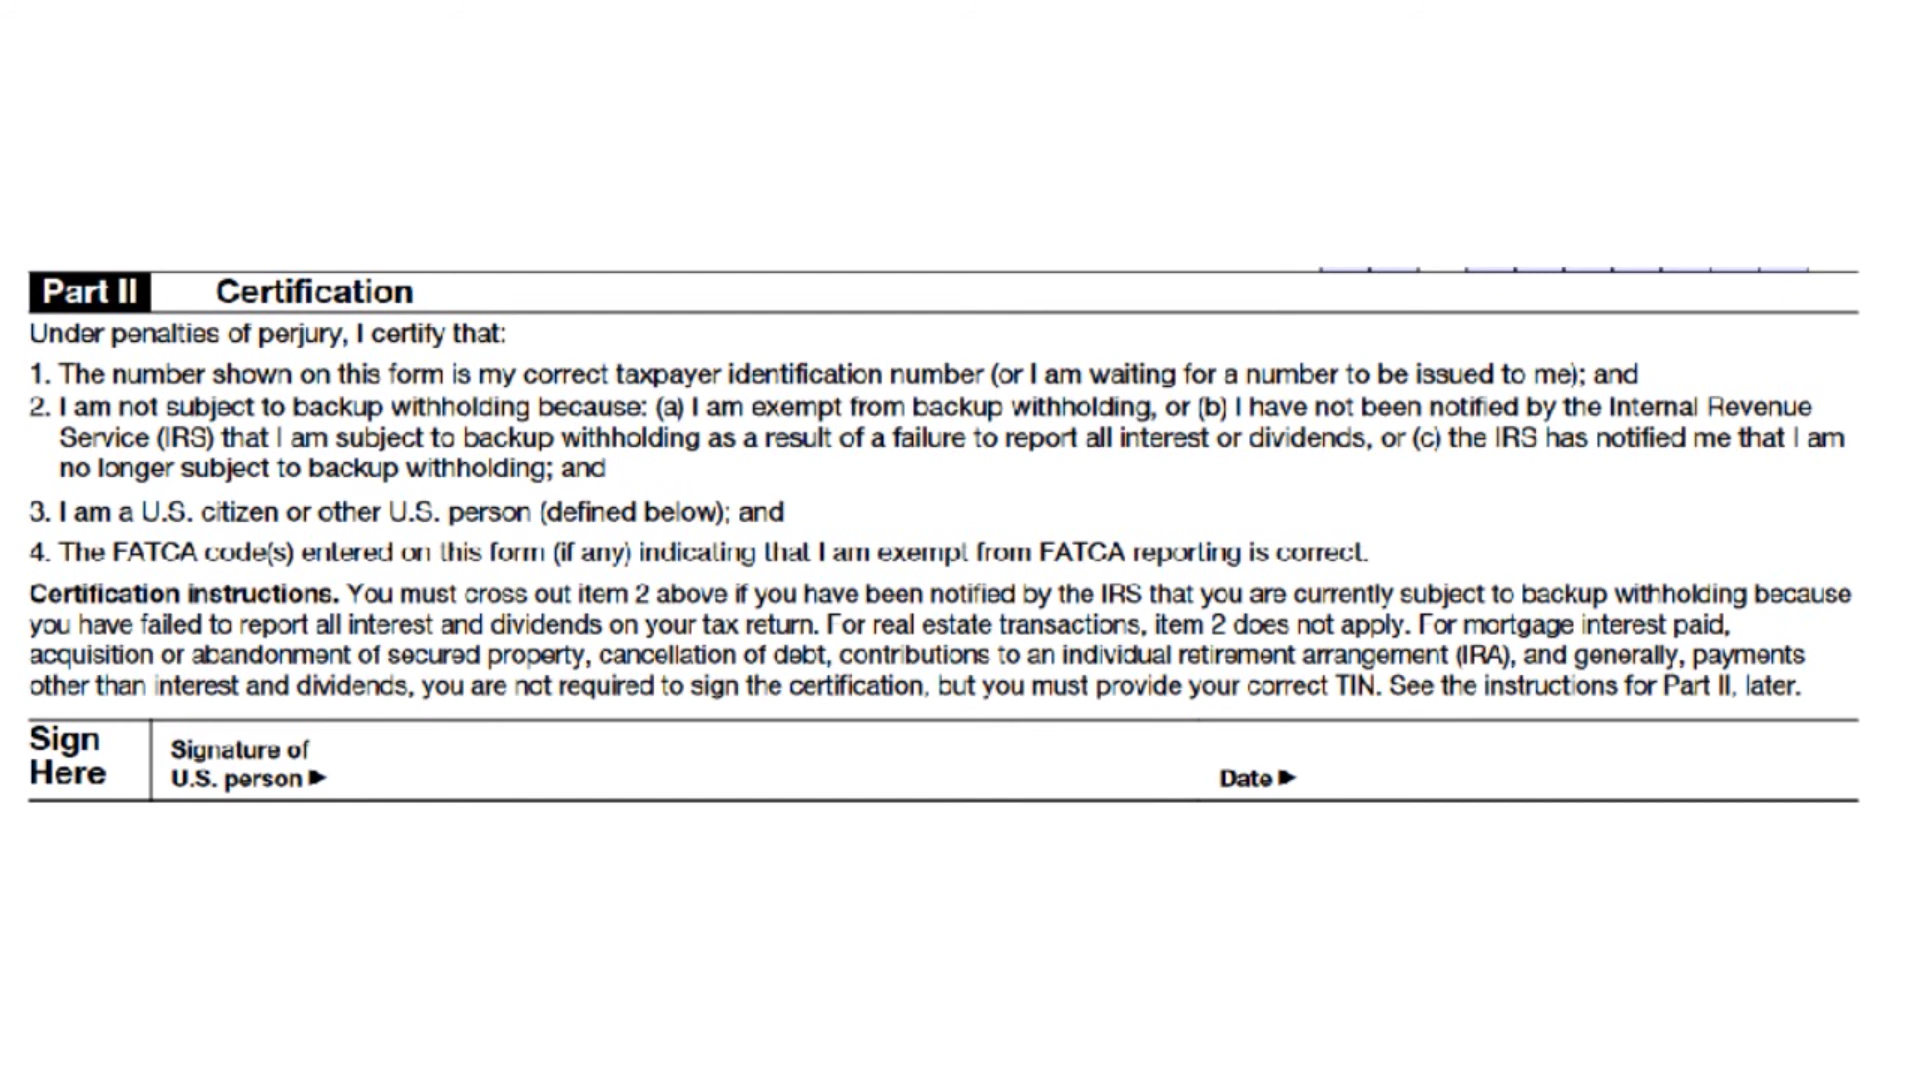 Part II Certification
Under penalties of perjury, I certify that:
1. The number shown on this form is my correct taxpayer identification number (or I am waiting for a number to be issued to me); and
2. I am not subject to backup withholding because: (a) I am exempt from backup withholding, or (b) I have not been notified by the Internal Revenue
Service (IRS) that I am subject to backup withholding as a result of a failure to report all interest or dividends, or (c) the IRS has notified me that I am
no longer subject to backup withholding; and
3. I am a U.S. citizen or other U.S. person (defined below); and
4. The FATCA code(s) entered on this form (if any) indicating that I am exempt from FATCA reporting is correct.
Certification instructions. You must cross out item 2 above if you have been notified by the IRS that you are currently subject to backup withholding because
you have failed to report all interest and dividends on your tax return. For real estate transactions, item 2 does not apply. For mortgage interest paid,
acquisition or abandonment of secured property, cancellation of debt, contributions to an individual retirement arrangement (IRA), and generally, payments
other than interest and dividends, you are not required to sign the certification, but you must provide your correct TIN. See the instructions for Part II, later.
Sign
Here
Signature of
U.S. person ▶
Date ▶